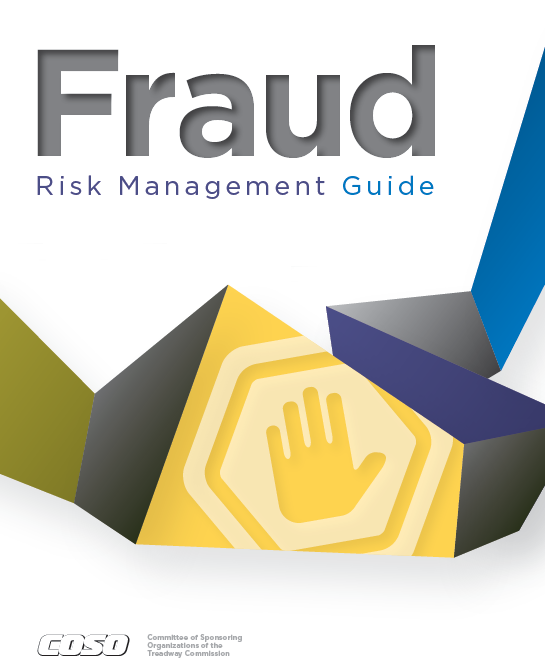 Fraud
Risk Management Guide
COSO
Committee of Sponsoring
Organizations of the
Treadway Commission